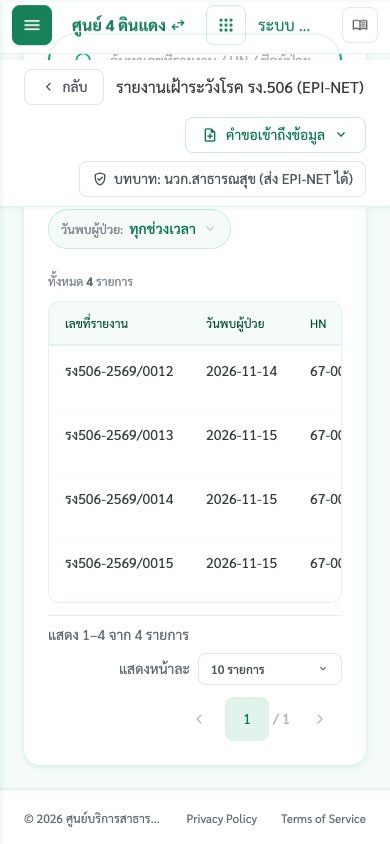 ศูนย์ 4 ดินแดง
ระบบ ...
กลับ
รายงานเฝ้าระวังโรค รง.506 (EPI-NET)
คำขอเข้าถึงข้อมูล
บทบาท: นวก.สาธารณสุข (ส่ง EPI-NET ได้)
วันพบผู้ป่วย: ทุกช่วงเวลา
ทั้งหมด 4 รายการ
เลขที่รายงาน วันพบผู้ป่วย HN
รง506-2569/0012 2026-11-14 67-00
รง506-2569/0013 2026-11-15 67-00
รง506-2569/0014 2026-11-15 67-00
รง506-2569/0015 2026-11-15 67-00
แสดง 1–4 จาก 4 รายการ
แสดงหน้าละ 10 รายการ
1 / 1
© 2026 ศูนย์บริการสาธาร... Privacy Policy Terms of Service